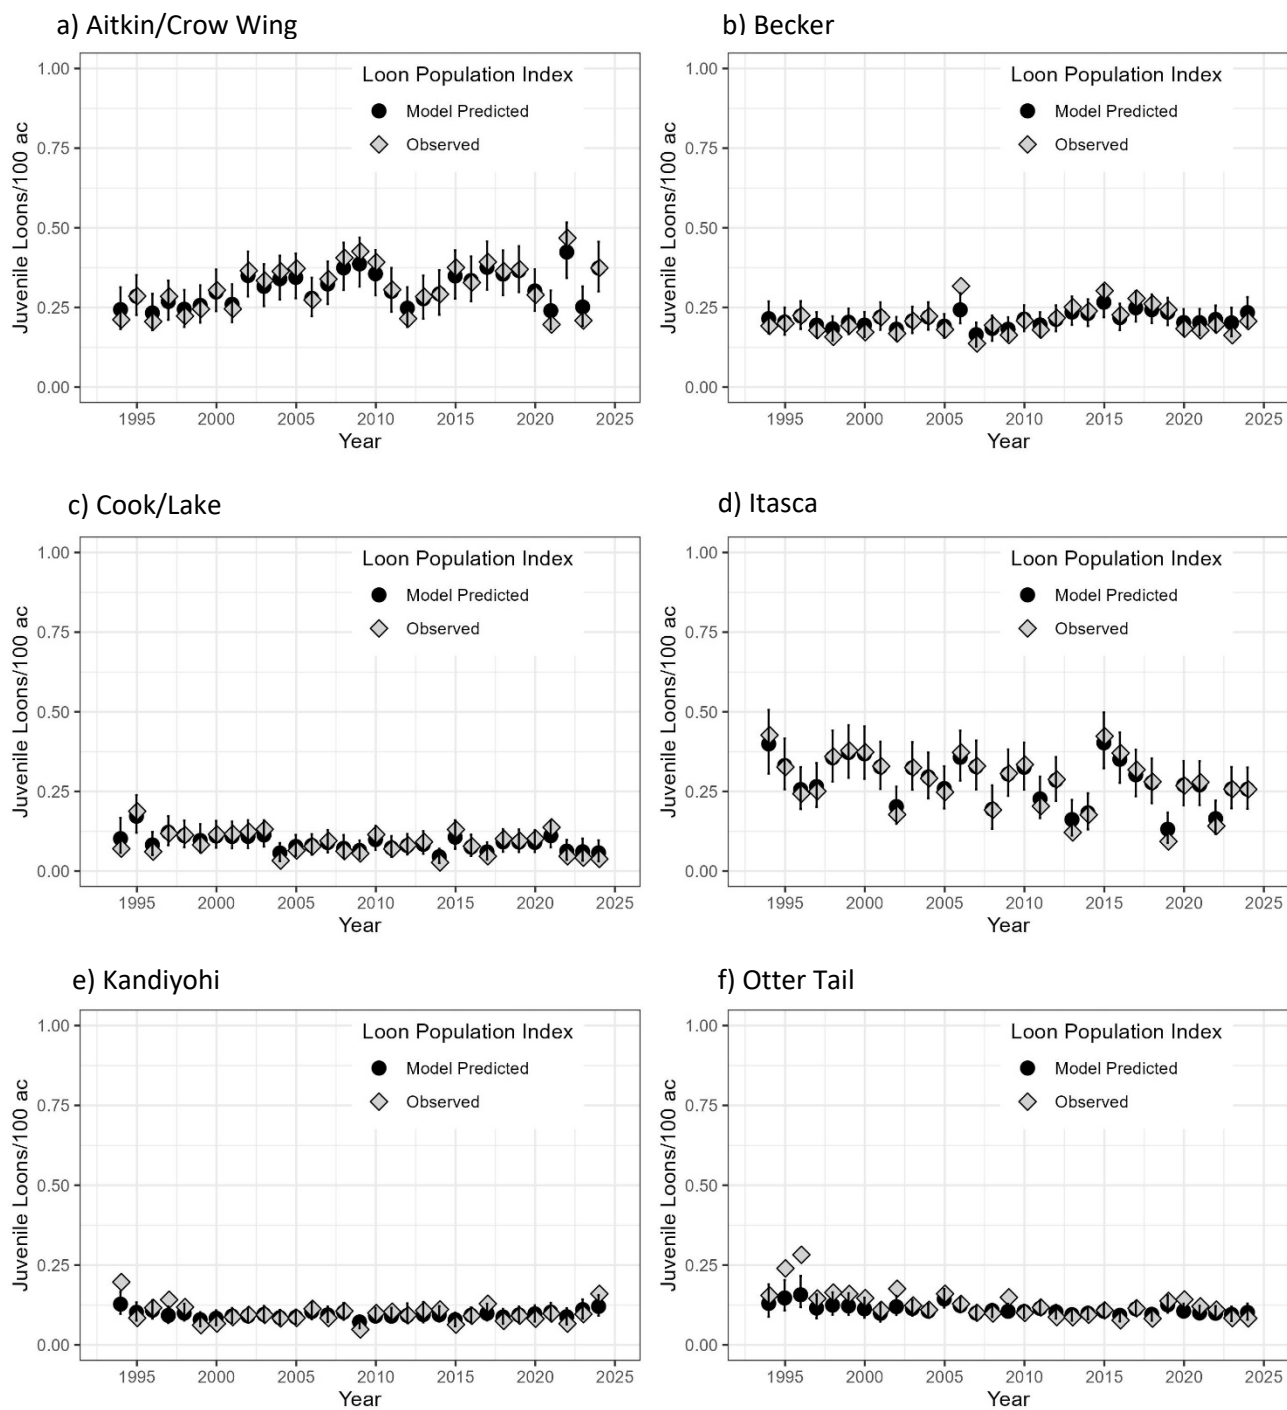 a) Aitkin/Crow Wing
Juvenile Loons/100 ac
1.00
0.75
0.50
0.25
0.00
Loon Population Index
Model Predicted
Observed
1995 2000 2005 2010 2015 2020 2025
Year
b) Becker
Juvenile Loons/100 ac
1.00
0.75
0.50
0.25
0.00
Loon Population Index
Model Predicted
Observed
1995 2000 2005 2010 2015 2020 2025
Year
c) Cook/Lake
Juvenile Loons/100 ac
1.00
0.75
0.50
0.25
0.00
Loon Population Index
Model Predicted
Observed
1995 2000 2005 2010 2015 2020 2025
Year
d) Itasca
Juvenile Loons/100 ac
1.00
0.75
0.50
0.25
0.00
Loon Population Index
Model Predicted
Observed
1995 2000 2005 2010 2015 2020 2025
Year
e) Kandiyohi
Juvenile Loons/100 ac
1.00
0.75
0.50
0.25
0.00
Loon Population Index
Model Predicted
Observed
1995 2000 2005 2010 2015 2020 2025
Year
f) Otter Tail
Juvenile Loons/100 ac
1.00
0.75
0.50
0.25
0.00
Loon Population Index
Model Predicted
Observed
1995 2000 2005 2010 2015 2020 2025
Year